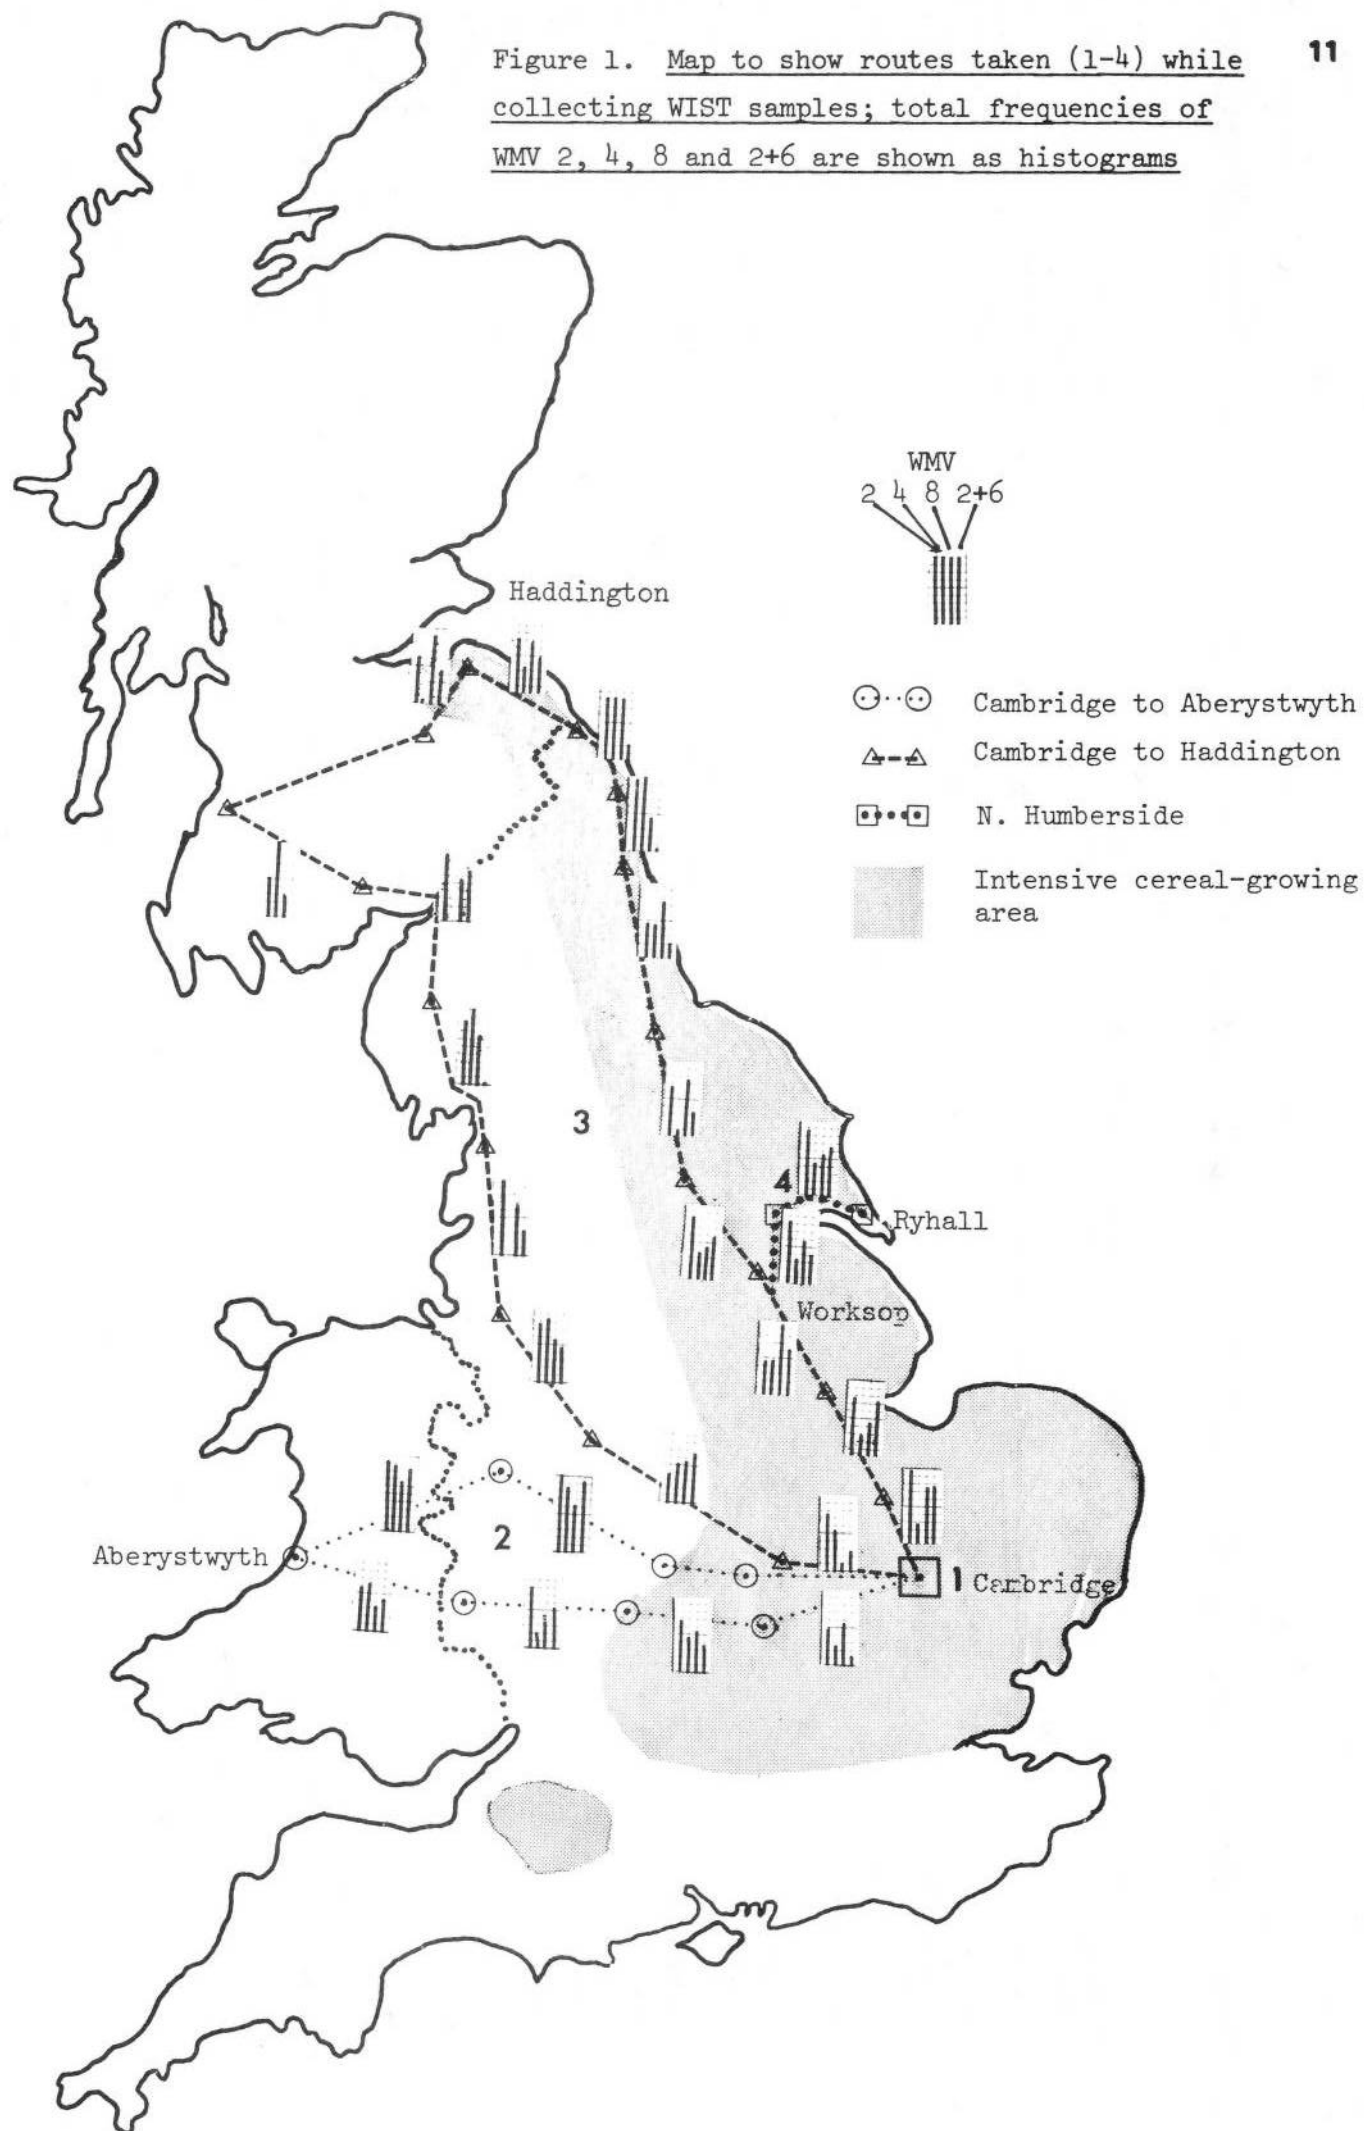 Figure 1. Map to show routes taken (1-4) while
collecting WIST samples; total frequencies of
WMV 2, 4, 8 and 2+6 are shown as histograms
11
WMV
2 4 8 2+6
Haddington
Cambridge to Aberystwyth
Cambridge to Haddington
N. Humberside
Intensive cereal-growing
area
3
4
Ryhall
Worksop
2
Aberystwyth
1 Cambridge